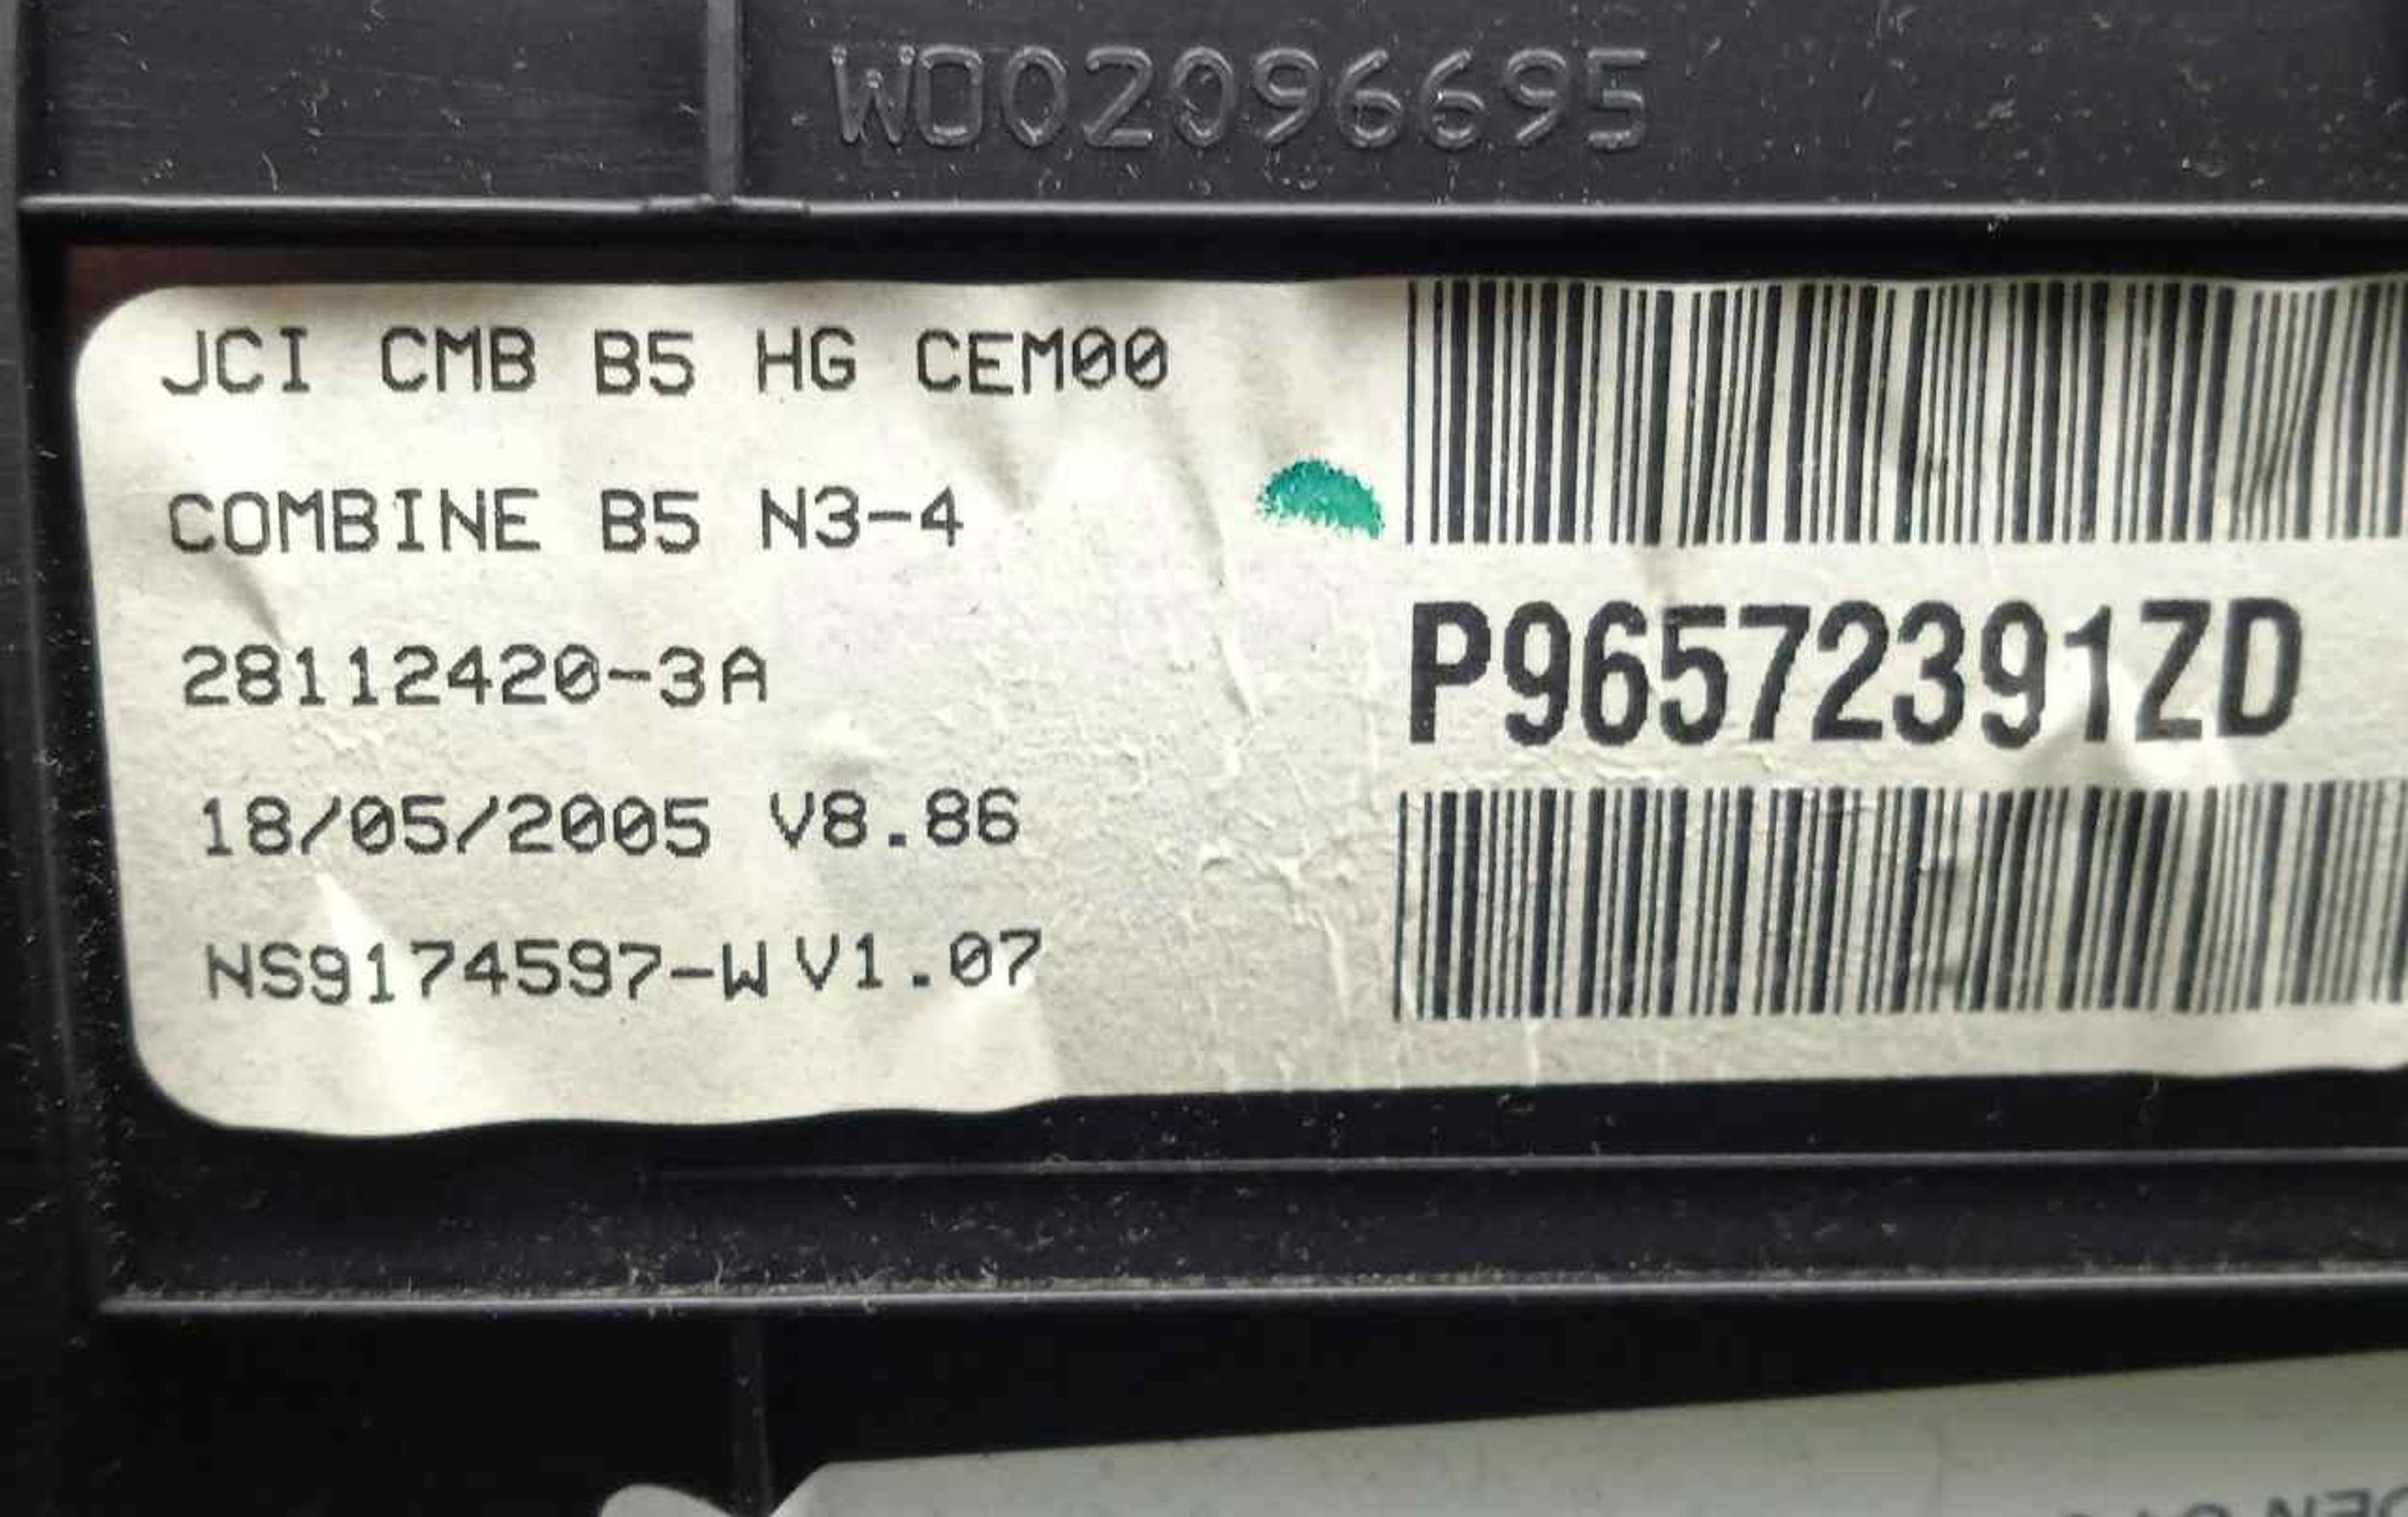 W002096695
JCI CMB B5 HG CEM00
COMBINE B5 N3-4
28112420-3A
18/05/2005 V8.86
NS9174597-W V1.07
P96572391ZD